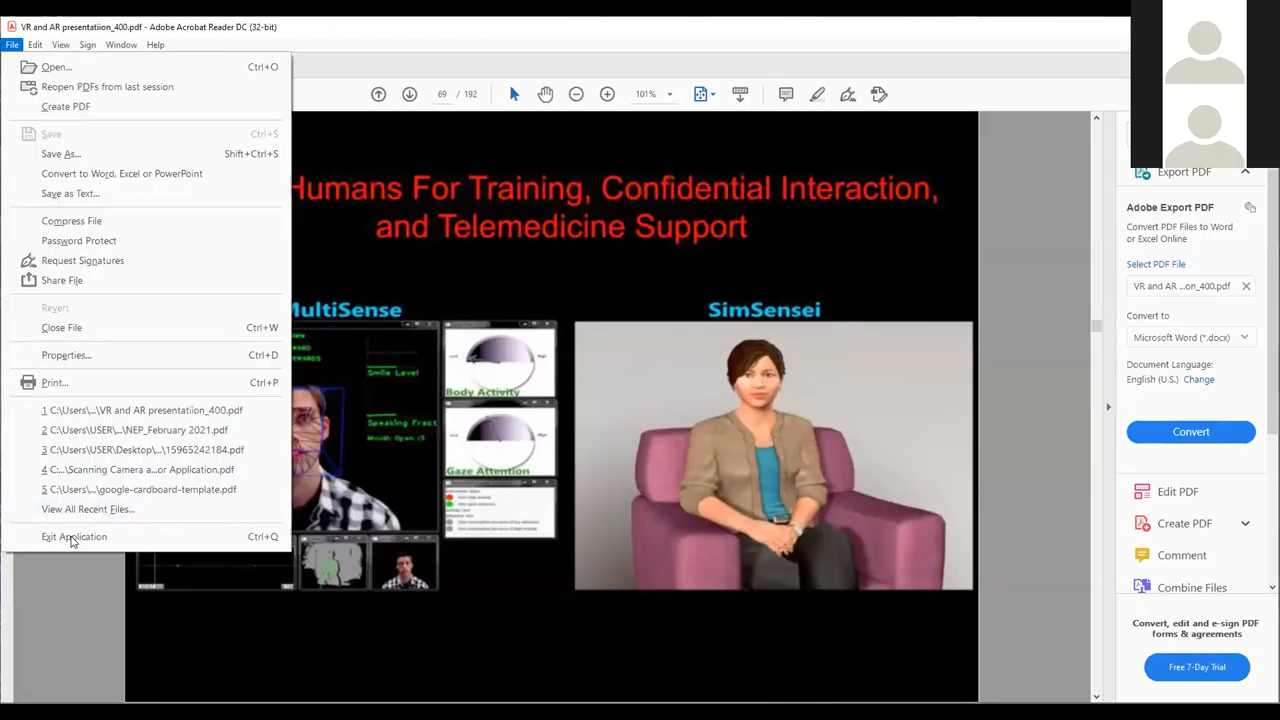 VR and AR presentatiion_400.pdf - Adobe Acrobat Reader DC (32-bit)
File Edit View Sign Window Help
Open... Ctrl+O
Reopen PDFs from last session
Create PDF
Save Ctrl+S
Save As... Shift+Ctrl+S
Convert to Word, Excel or PowerPoint
Save as Text...
Compress File
Password Protect
Request Signatures
Share File
Revert
Close File Ctrl+W
Properties... Ctrl+D
Print... Ctrl+P
1 C:\Users\...\VR and AR presentatiion_400.pdf
2 C:\Users\USER\...\NEP_February 2021.pdf
3 C:\Users\USER\Desktop\...\15965242184.pdf
4 C:...\Scanning Camera a...or Application.pdf
5 C:\Users\...\google-cardboard-template.pdf
View All Recent Files...
Exit Application Ctrl+Q
69 / 192 101%
Humans For Training, Confidential Interaction,
and Telemedicine Support
MultiSense
SimSensei
Smile Level
Speaking Fract
Mouth Open :3
Body Activity
Gaze Attention
Export PDF
Adobe Export PDF
Convert PDF Files to Word
or Excel Online
Select PDF File
VR and AR ...on_400.pdf
Convert to
Microsoft Word (*.docx)
Document Language:
English (U.S.) Change
Convert
Edit PDF
Create PDF
Comment
Combine Files
Convert, edit and e-sign PDF
forms & agreements
Free 7-Day Trial